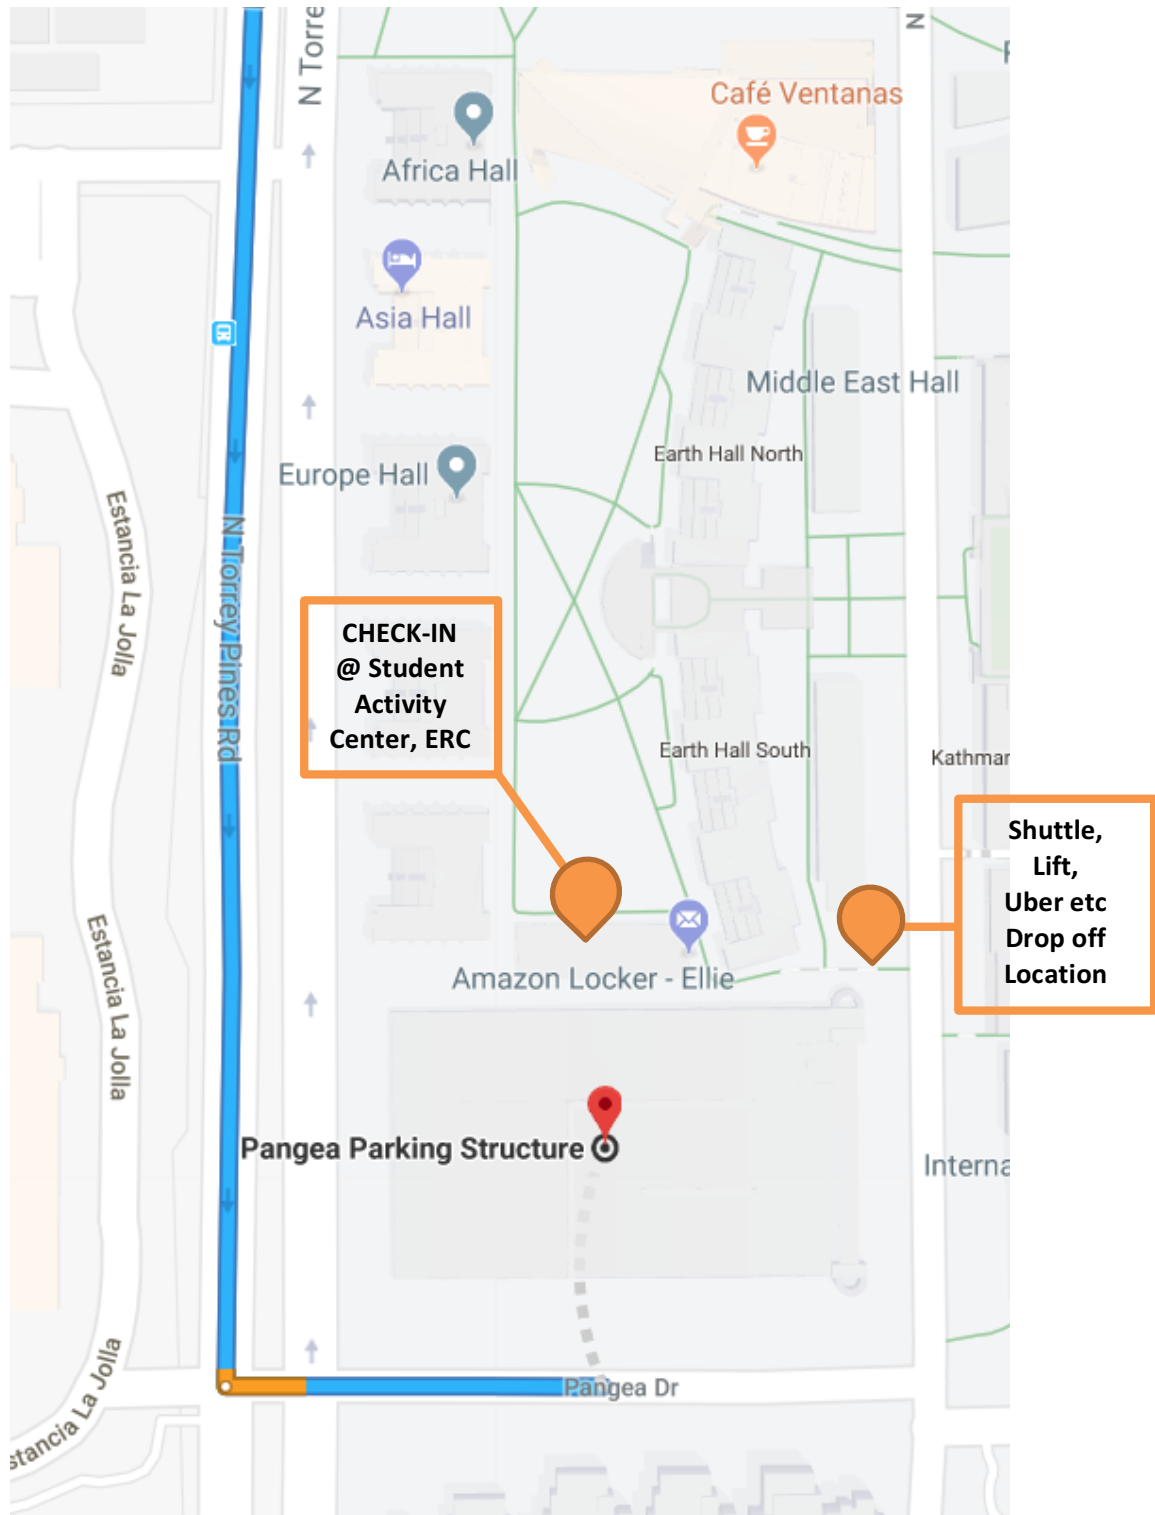 N Torre
N
Café Ventanas
Africa Hall
Asia Hall
Middle East Hall
Earth Hall North
Europe Hall
Estancia La Jolla
N Torrey Pines Rd
CHECK-IN
@ Student
Activity
Center, ERC
Earth Hall South
Kathmar
Shuttle,
Lift,
Uber etc
Drop off
Location
Amazon Locker - Ellie
Estancia La Jolla
Pangea Parking Structure
Interna
stancia La Jolla
Pangea Dr